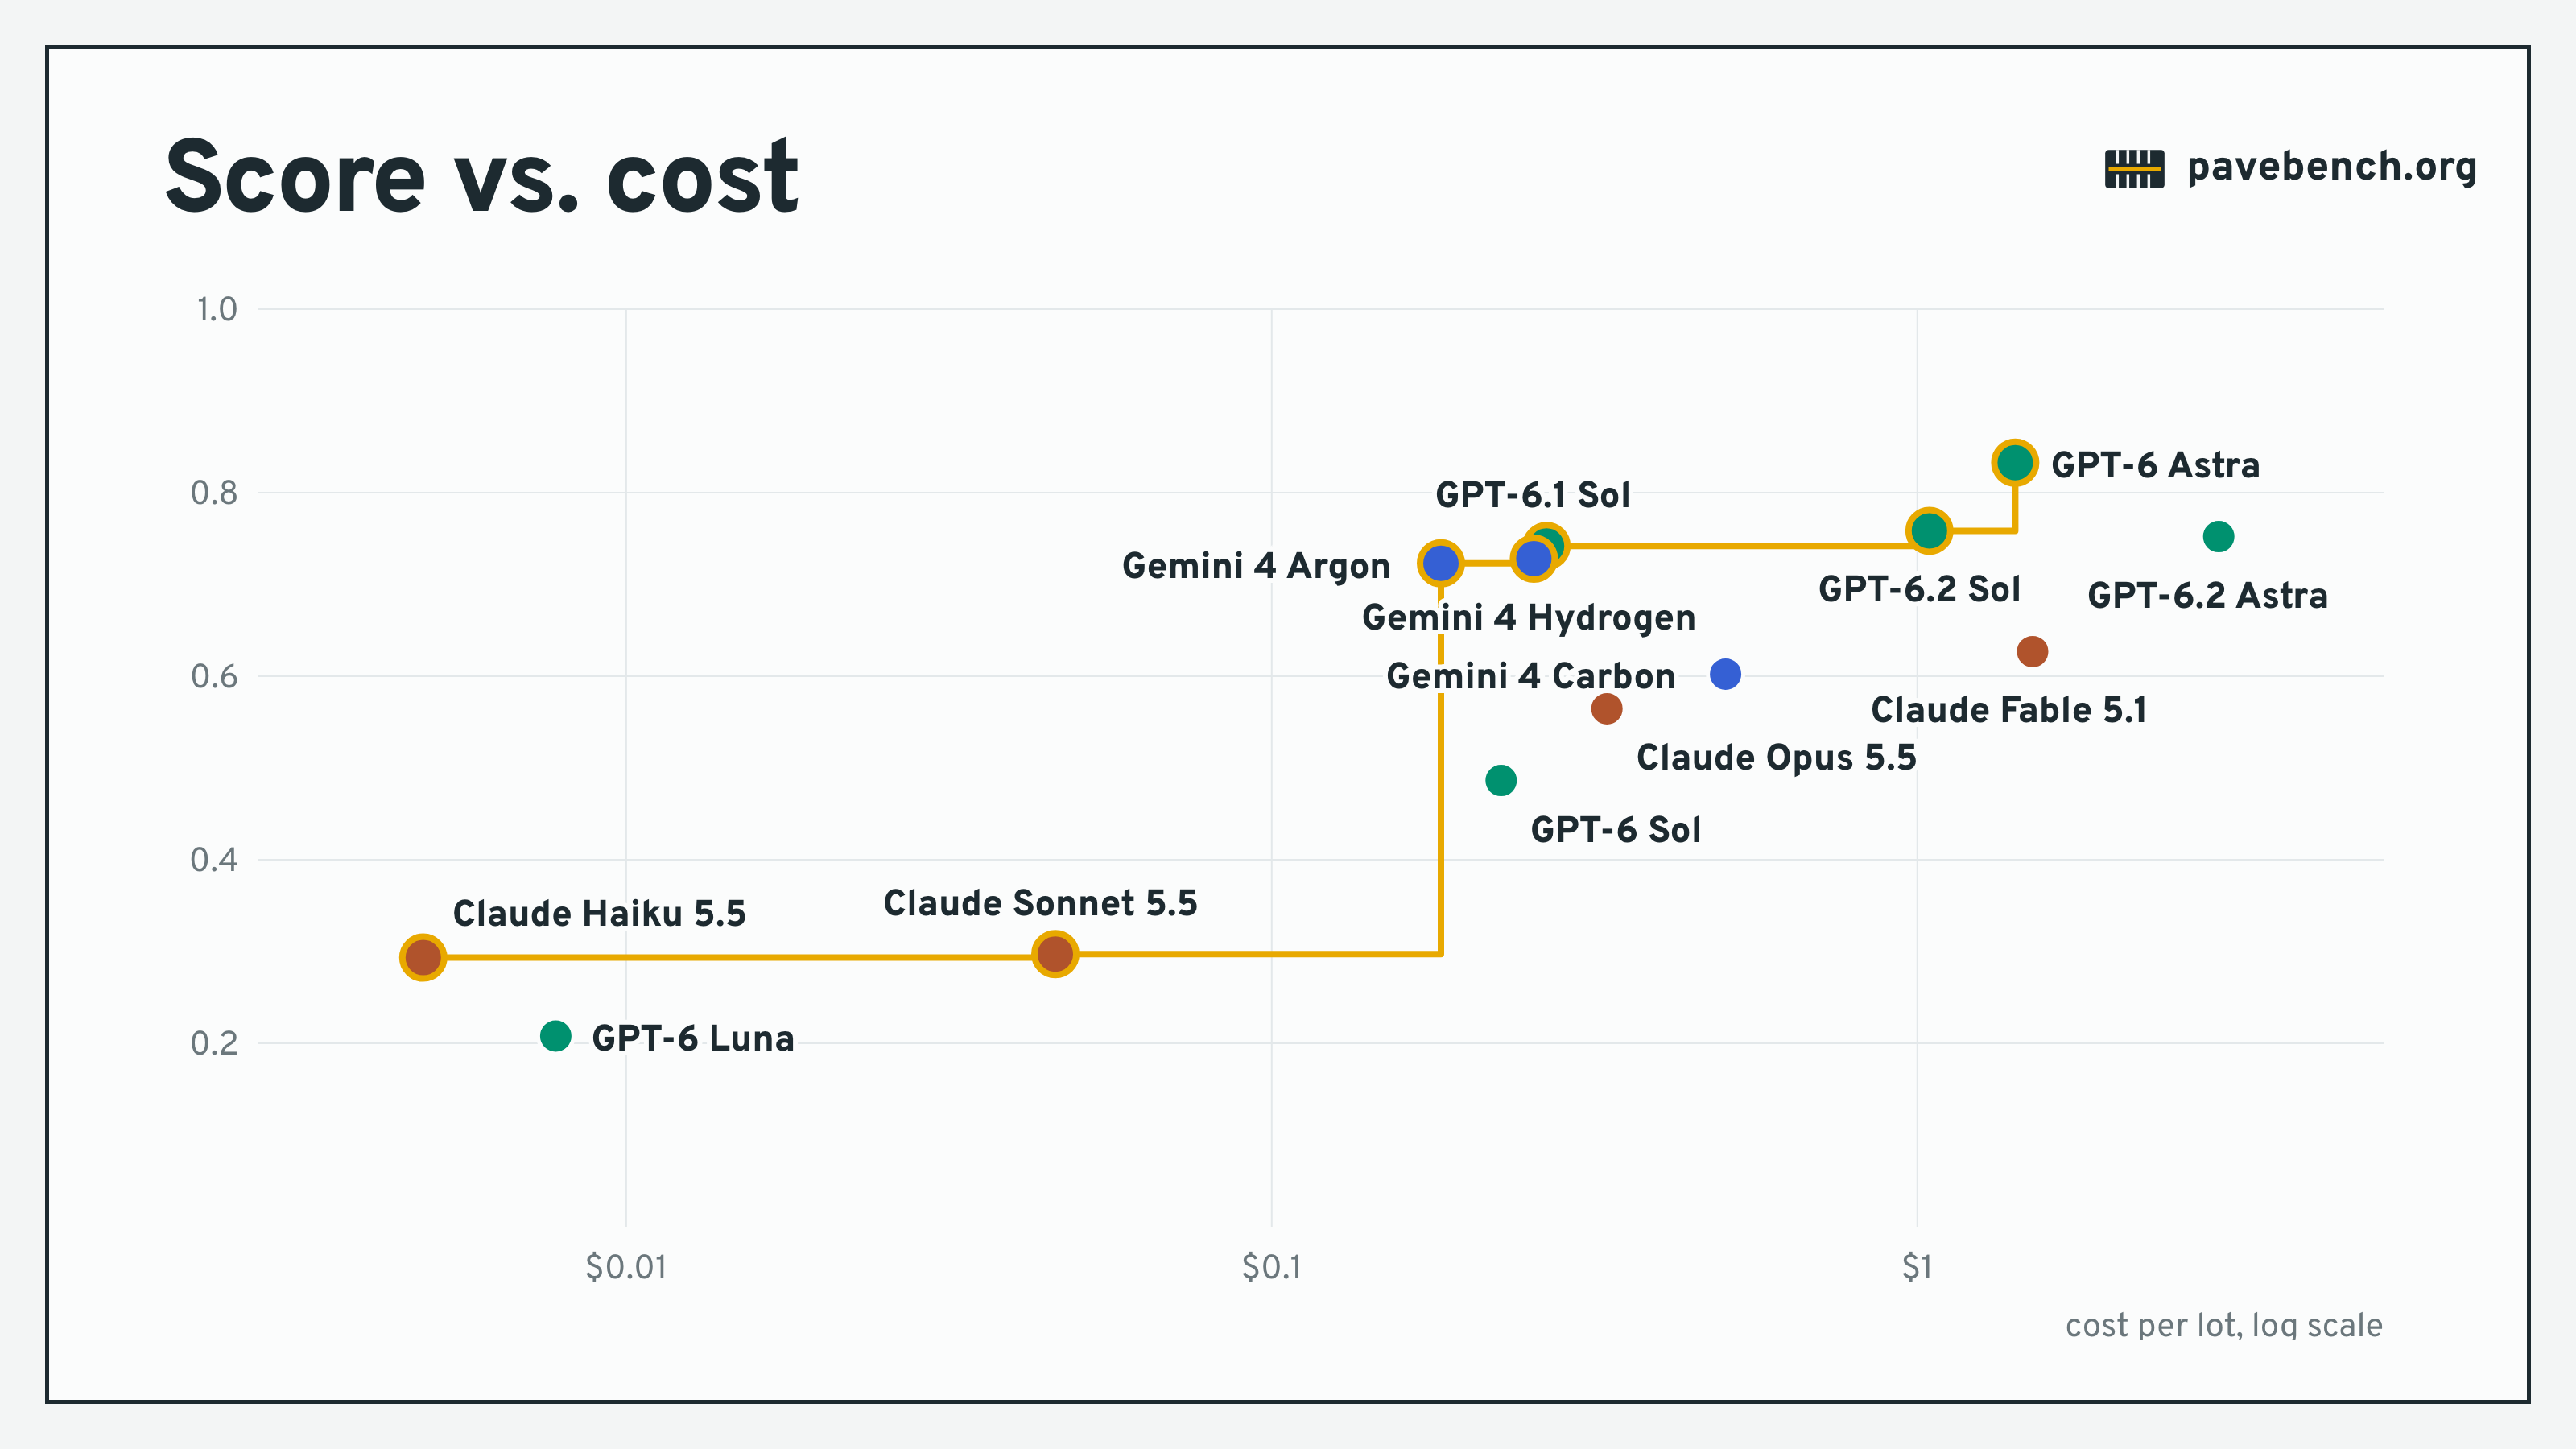 Score vs. cost
pavebench.org
1.0
0.8
0.6
0.4
0.2
GPT-6 Astra
GPT-6.1 Sol
Gemini 4 Argon
GPT-6.2 Sol
GPT-6.2 Astra
Gemini 4 Hydrogen
Gemini 4 Carbon
Claude Fable 5.1
Claude Opus 5.5
GPT-6 Sol
Claude Haiku 5.5
Claude Sonnet 5.5
GPT-6 Luna
$0.01
$0.1
$1
cost per lot, log scale